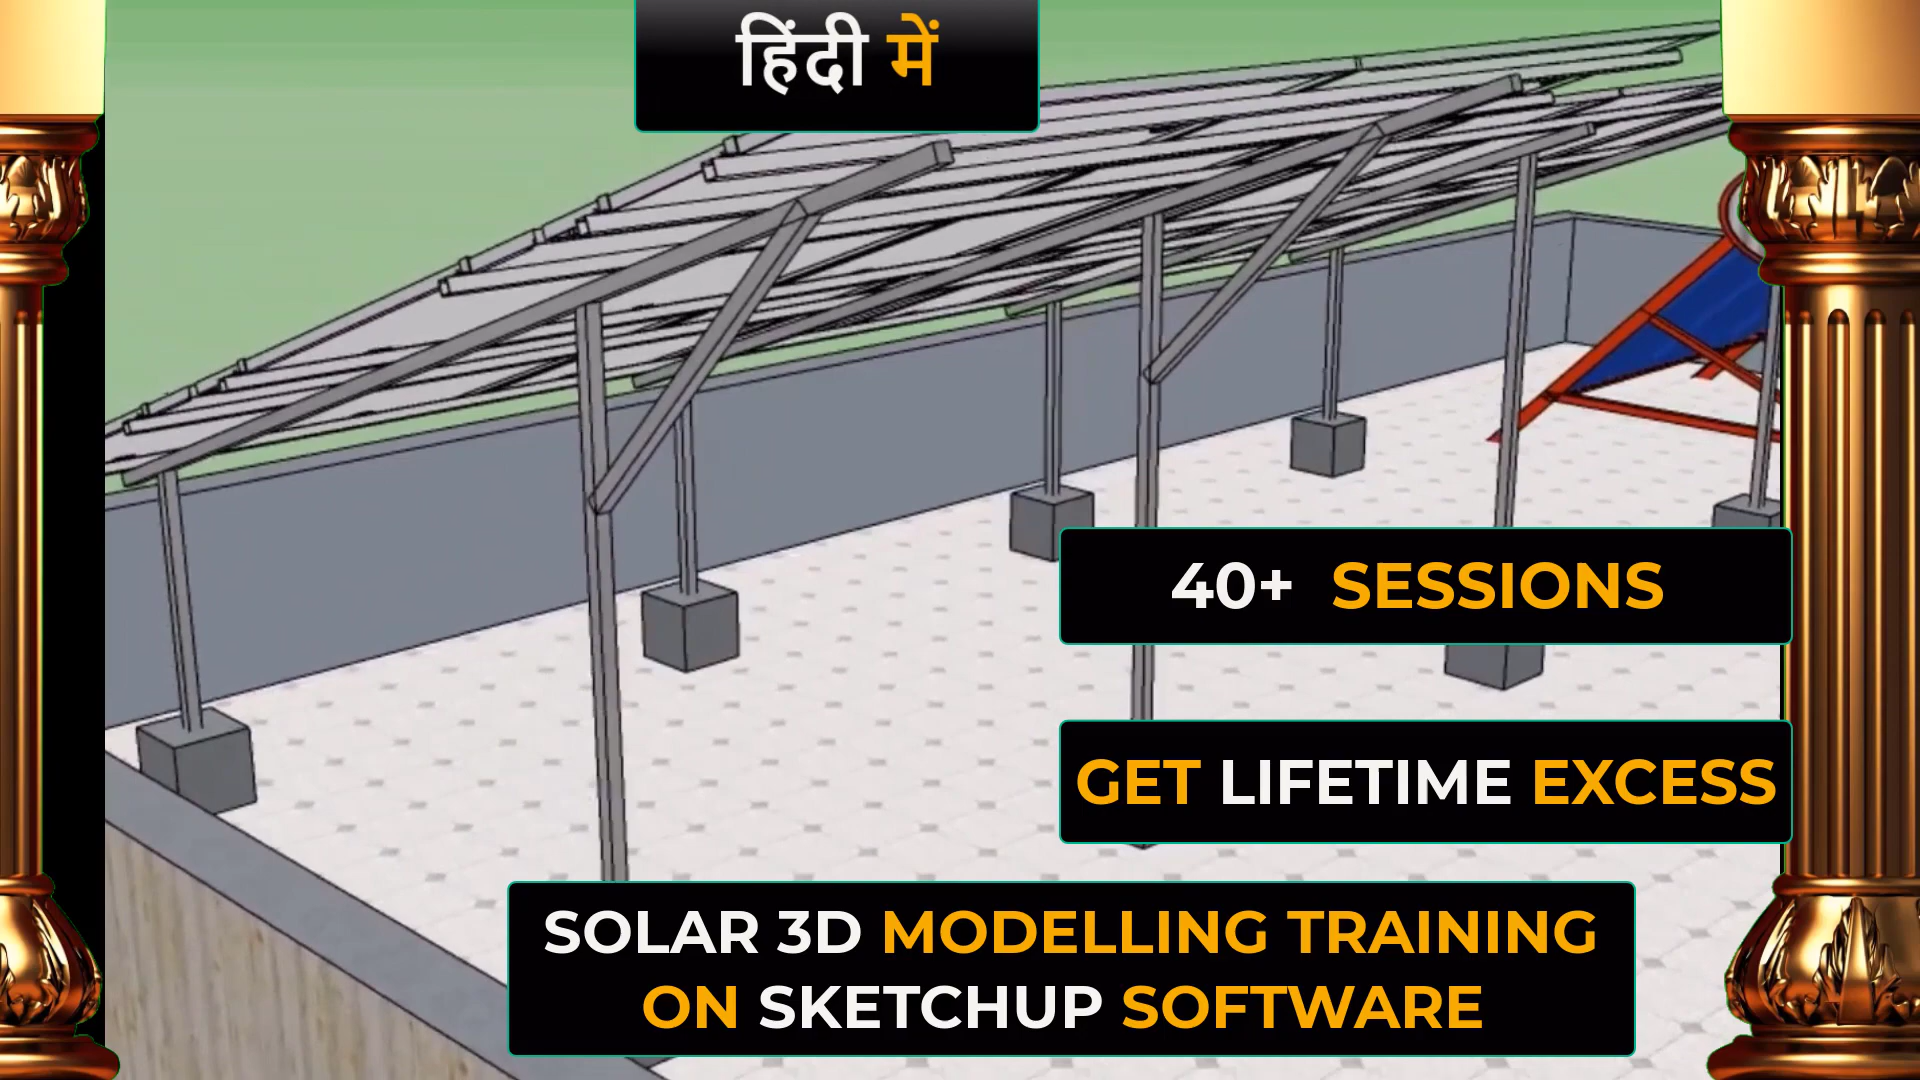 हिंदी में
40+ SESSIONS
GET LIFETIME EXCESS
SOLAR 3D MODELLING TRAINING
ON SKETCHUP SOFTWARE